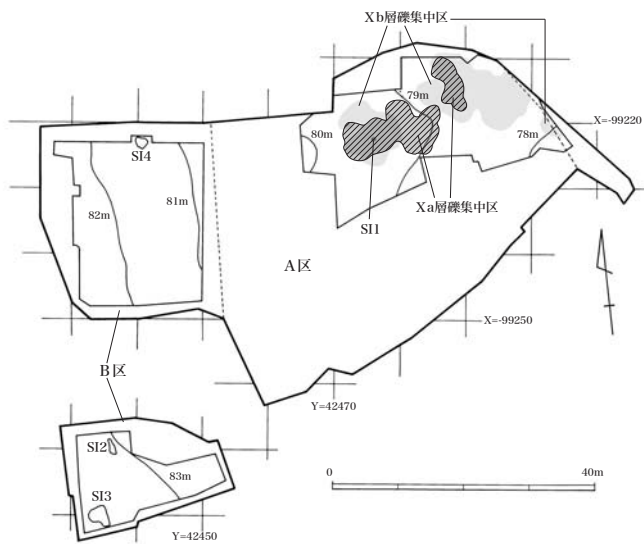 Xb層礫集中区
79m
80m
78m
X=-99220
SI4
82m
81m
SI1
Xa層礫集中区
A区
X=-99250
B区
Y=42470
SI2
83m
SI3
0
40m
Y=42450